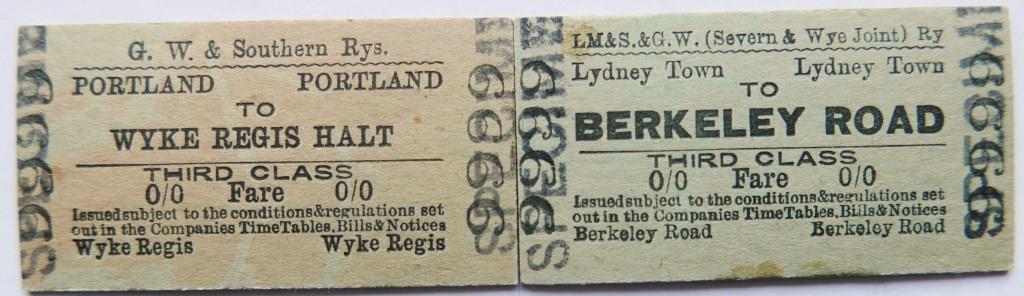 G. W. & Southern Rys.
PORTLAND PORTLAND
TO
WYKE REGIS HALT
THIRD CLASS
0/0 Fare 0/0
Issued subject to the conditions & regulations set
out in the Companies Time Tables, Bills & Notices
Wyke Regis Wyke Regis
LM&S.&G.W. (Severn & Wye Joint) Ry
Lydney Town Lydney Town
TO
BERKELEY ROAD
THIRD CLASS
0/0 Fare 0/0
Issued subject to the conditions & regulations set
out in the Companies Time Tables, Bills & Notices
Berkeley Road Berkeley Road